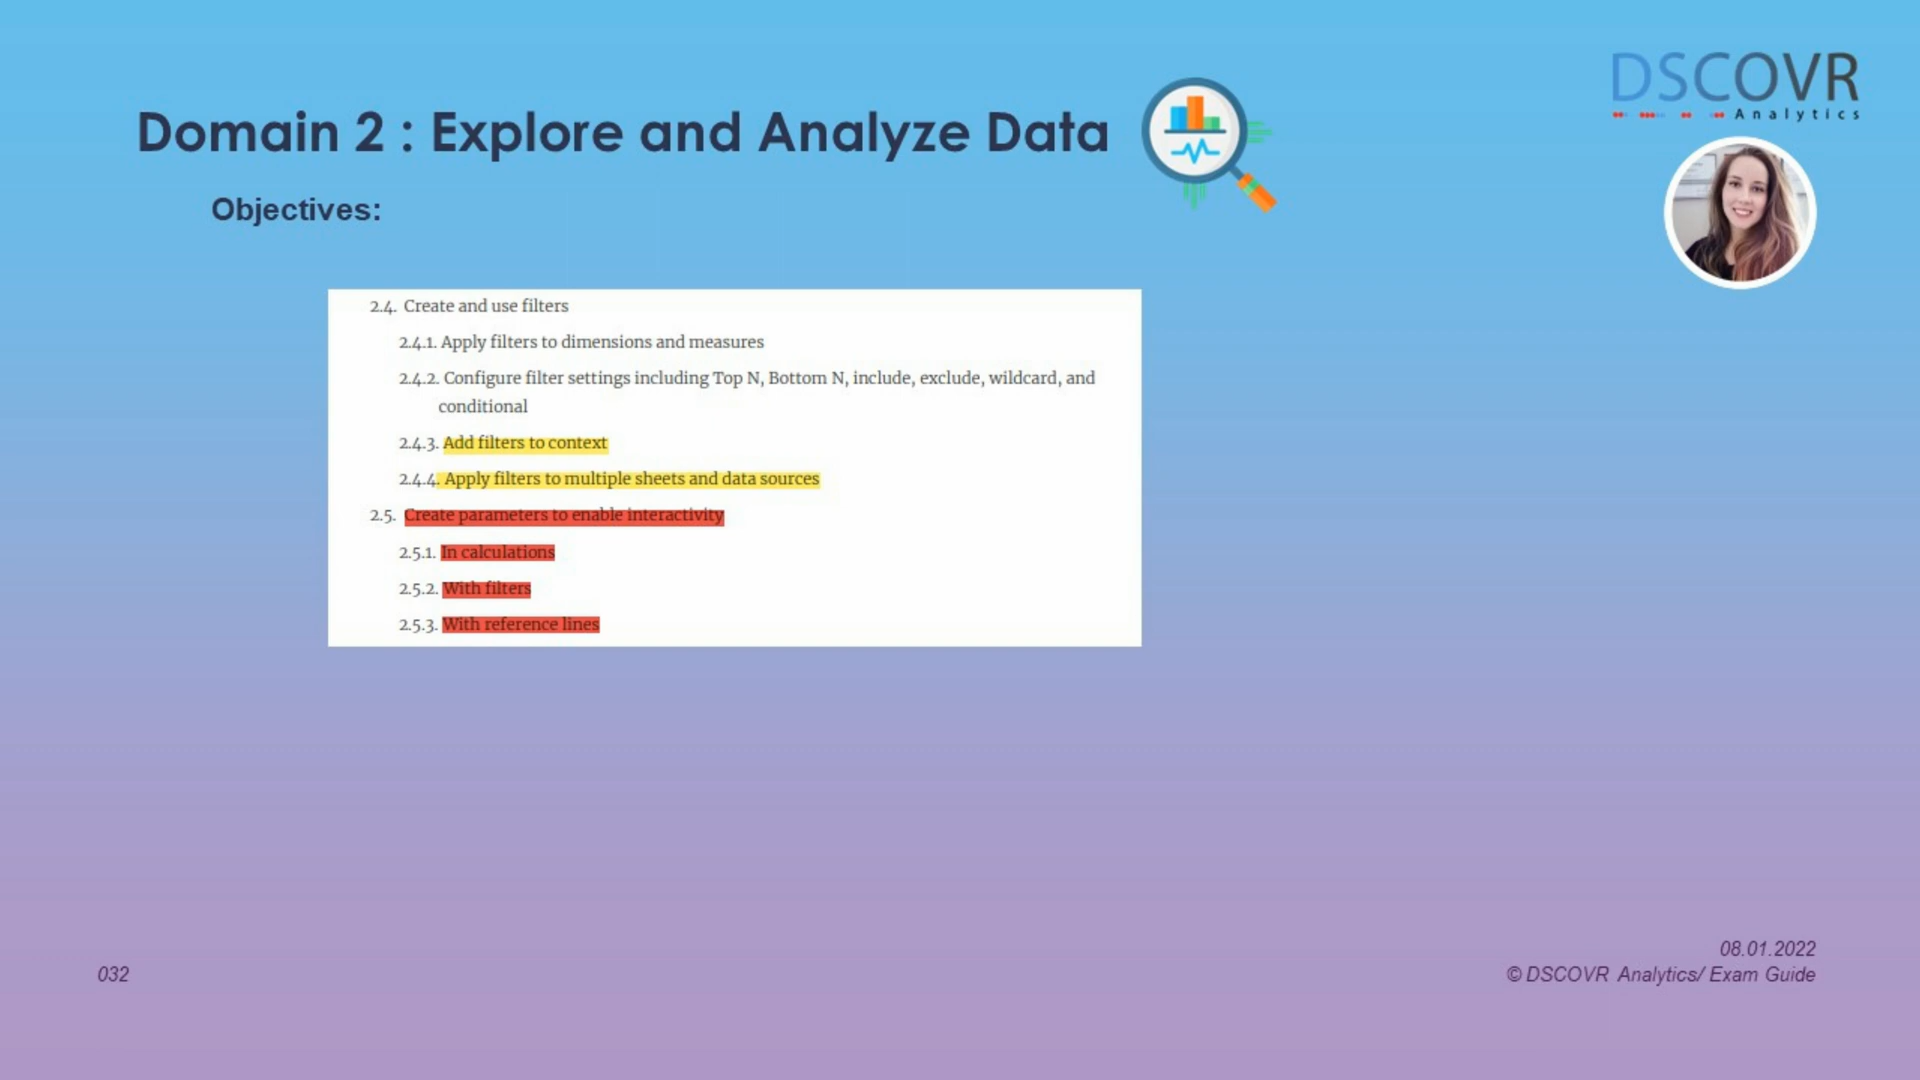 DSCOVR
Analytics
Domain 2 : Explore and Analyze Data
Objectives:
2.4. Create and use filters
2.4.1. Apply filters to dimensions and measures
2.4.2. Configure filter settings including Top N, Bottom N, include, exclude, wildcard, and
conditional
2.4.3. Add filters to context
2.4.4. Apply filters to multiple sheets and data sources
2.5. Create parameters to enable interactivity
2.5.1. In calculations
2.5.2. With filters
2.5.3. With reference lines
08.01.2022
032
© DSCOVR Analytics/ Exam Guide